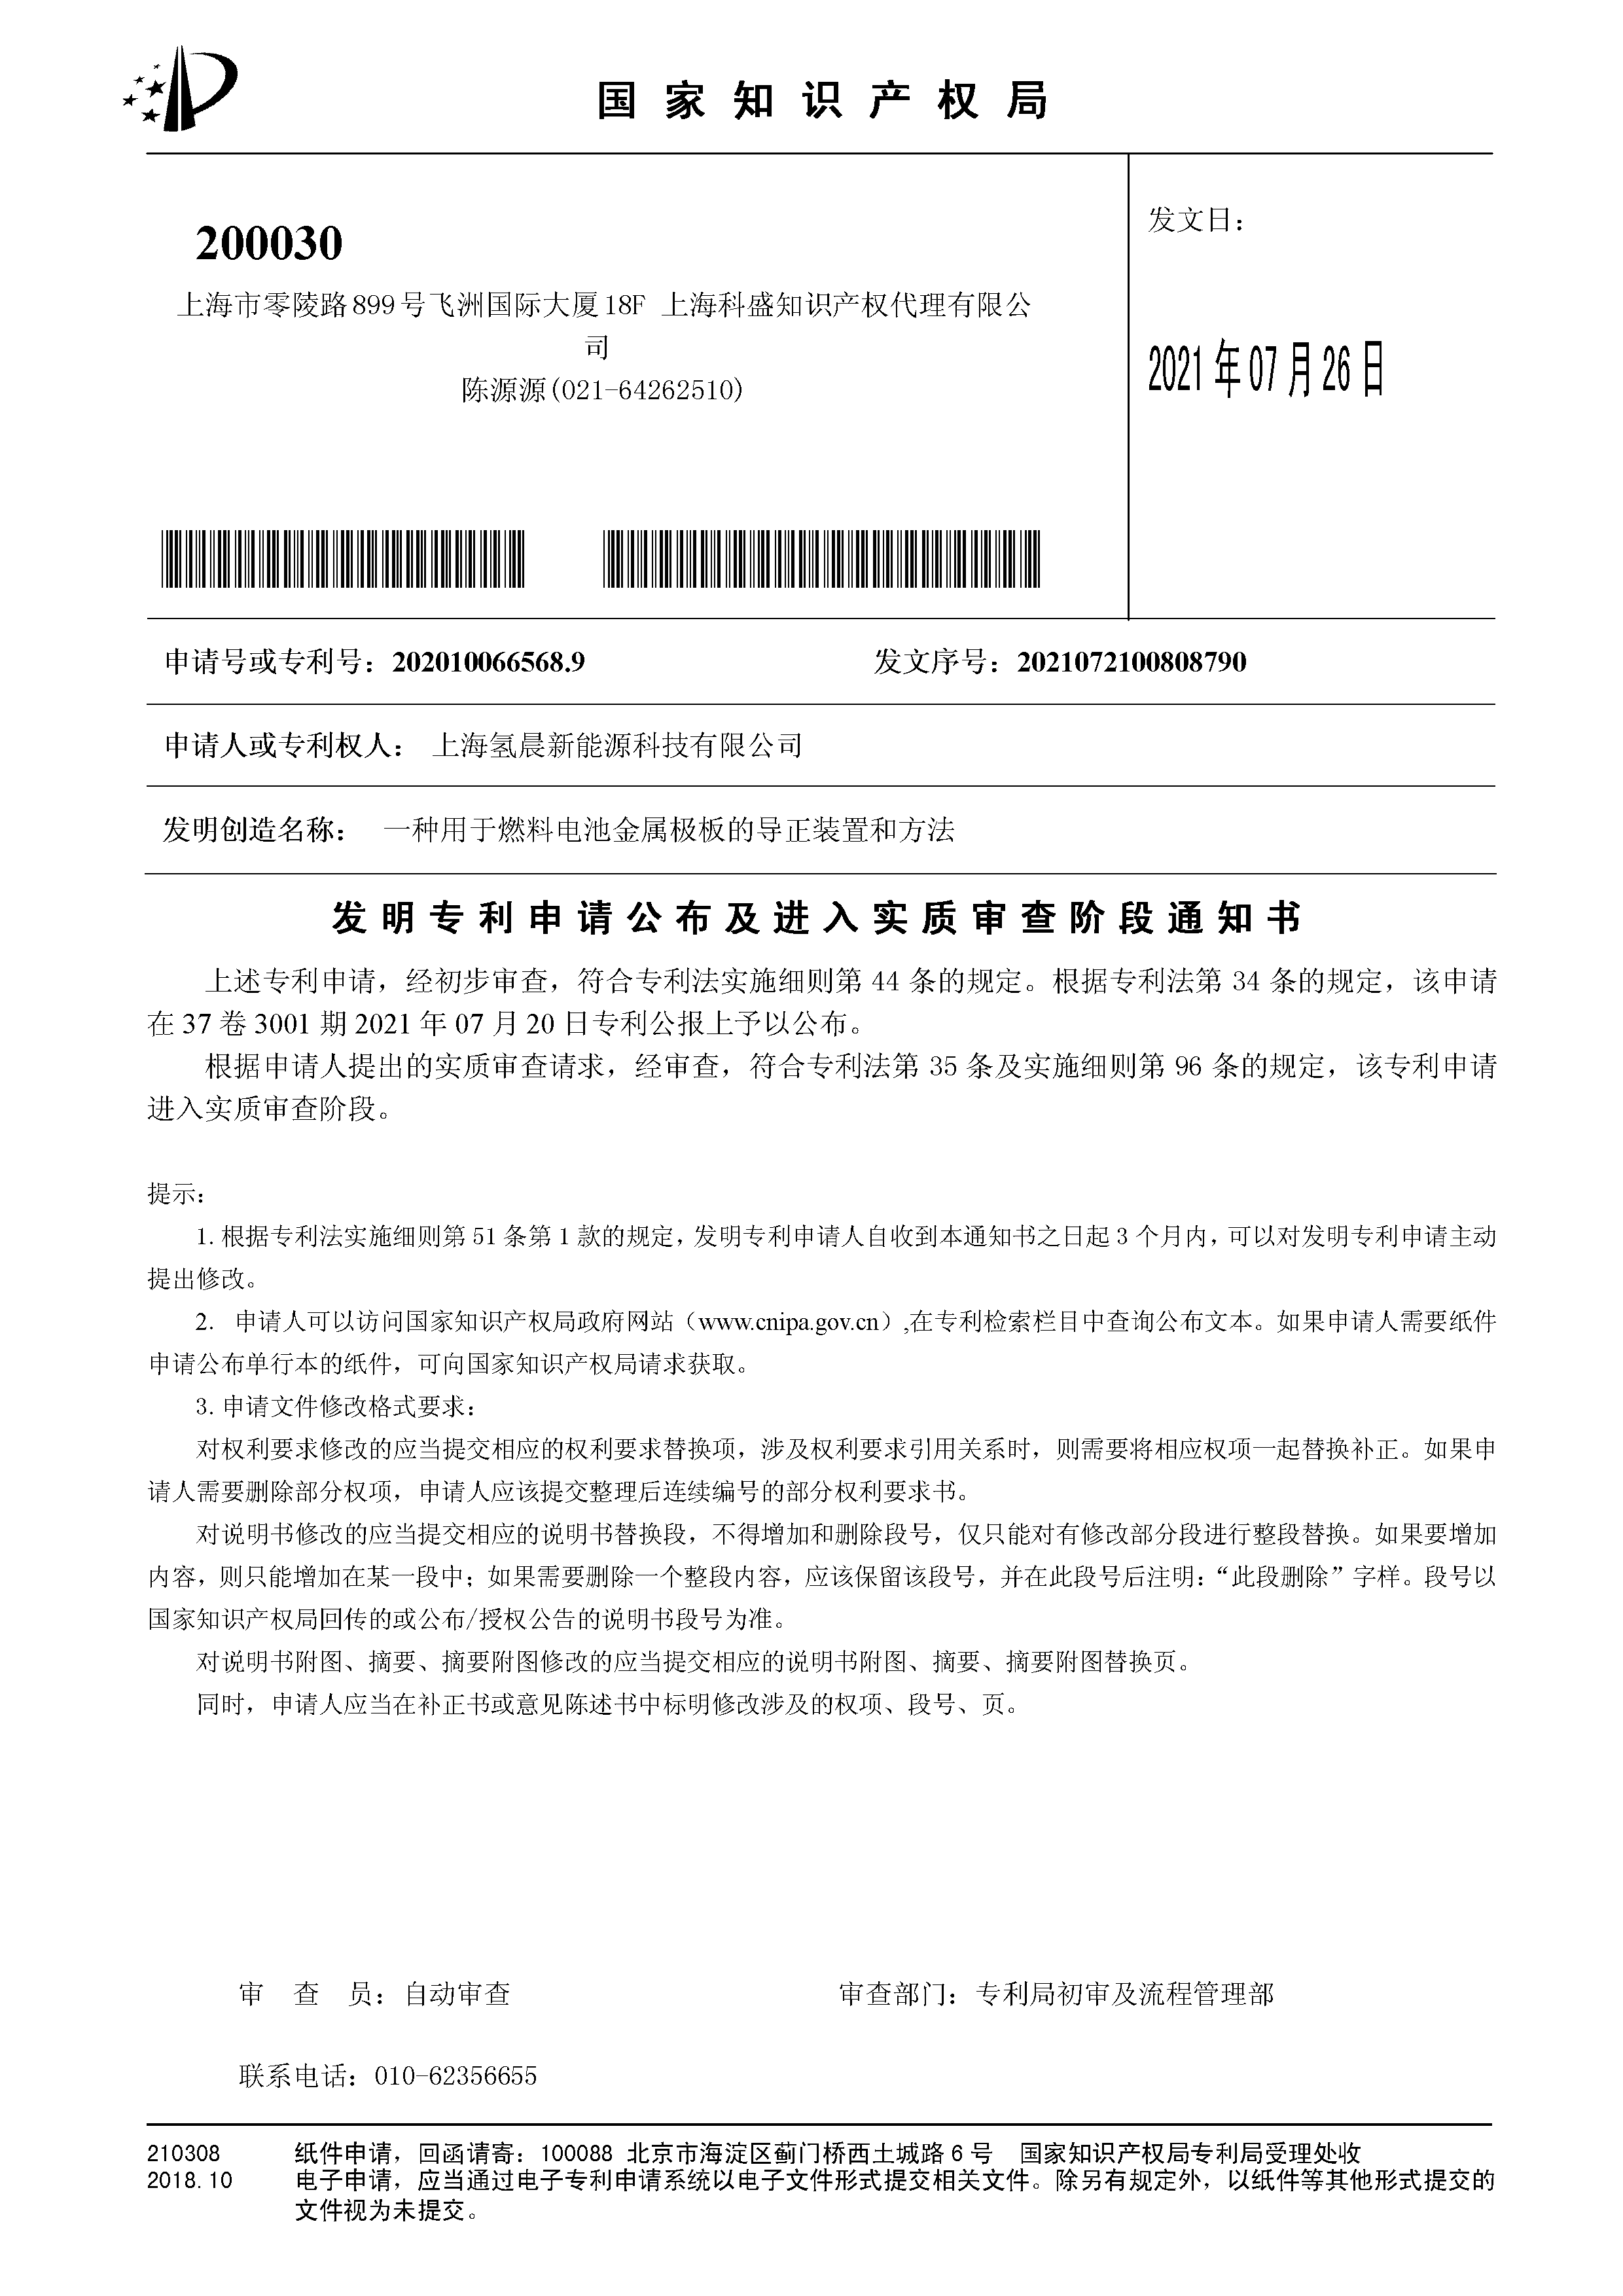 国家知识产权局
200030
发文日：
上海市零陵路899号飞洲国际大厦18F 上海科盛知识产权代理有限公
司
陈源源(021-64262510)
2021年07月26日
申请号或专利号：202010066568.9 发文序号：2021072100808790
申请人或专利权人： 上海氢晨新能源科技有限公司
发明创造名称： 一种用于燃料电池金属极板的导正装置和方法
发明专利申请公布及进入实质审查阶段通知书
上述专利申请，经初步审查，符合专利法实施细则第 44 条的规定。根据专利法第 34 条的规定，该申请
在 37 卷 3001 期 2021 年 07 月 20 日专利公报上予以公布。
根据申请人提出的实质审查请求，经审查，符合专利法第 35 条及实施细则第 96 条的规定，该专利申请
进入实质审查阶段。
提示：
1. 根据专利法实施细则第 51 条第 1 款的规定，发明专利申请人自收到本通知书之日起 3 个月内，可以对发明专利申请主动
提出修改。
2. 申请人可以访问国家知识产权局政府网站（www.cnipa.gov.cn）,在专利检索栏目中查询公布文本。如果申请人需要纸件
申请公布单行本的纸件，可向国家知识产权局请求获取。
3. 申请文件修改格式要求：
对权利要求修改的应当提交相应的权利要求替换项，涉及权利要求引用关系时，则需要将相应权项一起替换补正。如果申
请人需要删除部分权项，申请人应该提交整理后连续编号的部分权利要求书。
对说明书修改的应当提交相应的说明书替换段，不得增加和删除段号，仅只能对有修改部分段进行整段替换。如果要增加
内容，则只能增加在某一段中；如果需要删除一个整段内容，应该保留该段号，并在此段号后注明：“此段删除”字样。段号以
国家知识产权局回传的或公布/授权公告的说明书段号为准。
对说明书附图、摘要、摘要附图修改的应当提交相应的说明书附图、摘要、摘要附图替换页。
同时，申请人应当在补正书或意见陈述书中标明修改涉及的权项、段号、页。
审 查 员：自动审查 审查部门：专利局初审及流程管理部
联系电话：010-62356655
210308 纸件申请，回函请寄：100088 北京市海淀区蓟门桥西土城路 6 号 国家知识产权局专利局受理处收
2018.10 电子申请，应当通过电子专利申请系统以电子文件形式提交相关文件。除另有规定外，以纸件等其他形式提交的
文件视为未提交。